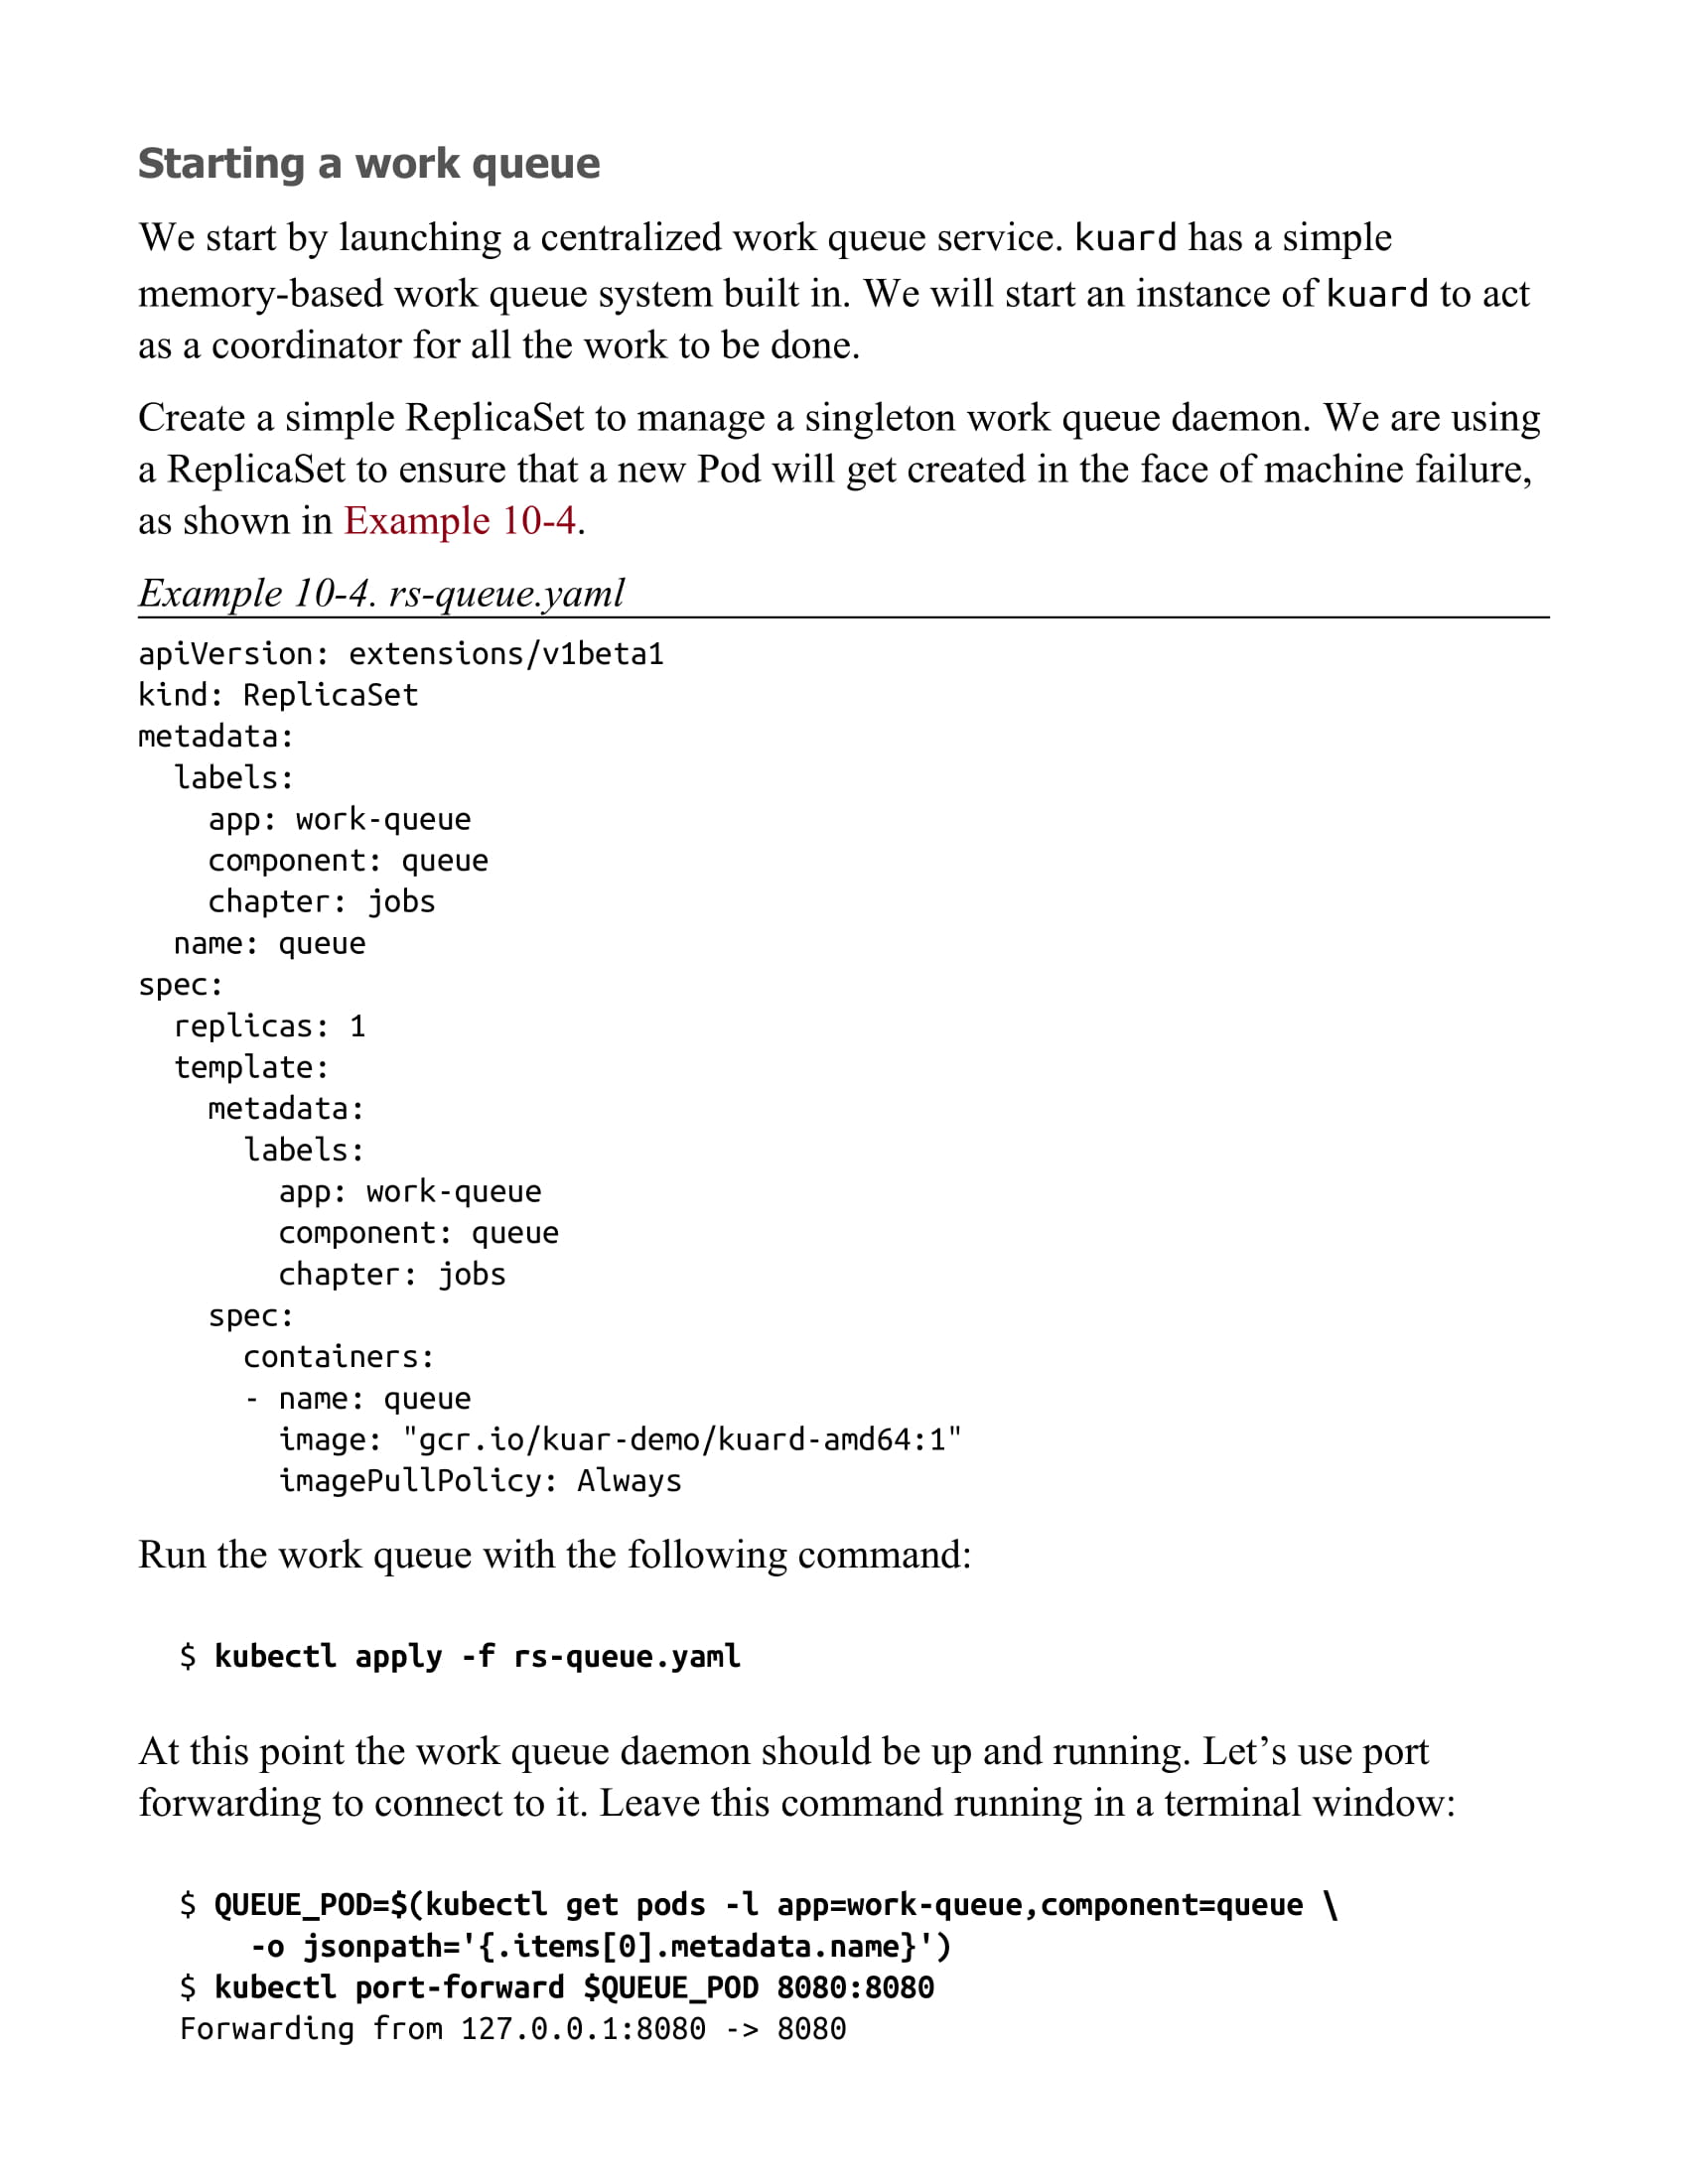 Starting a work queue
We start by launching a centralized work queue service. kuard has a simple
memory-based work queue system built in. We will start an instance of kuard to act
as a coordinator for all the work to be done.
Create a simple ReplicaSet to manage a singleton work queue daemon. We are using
a ReplicaSet to ensure that a new Pod will get created in the face of machine failure,
as shown in Example 10-4.
Example 10-4. rs-queue.yaml
apiVersion: extensions/v1beta1
kind: ReplicaSet
metadata:
  labels:
    app: work-queue
    component: queue
    chapter: jobs
  name: queue
spec:
  replicas: 1
  template:
    metadata:
      labels:
        app: work-queue
        component: queue
        chapter: jobs
    spec:
      containers:
      - name: queue
        image: "gcr.io/kuar-demo/kuard-amd64:1"
        imagePullPolicy: Always
Run the work queue with the following command:
$ kubectl apply -f rs-queue.yaml
At this point the work queue daemon should be up and running. Let’s use port
forwarding to connect to it. Leave this command running in a terminal window:
$ QUEUE_POD=$(kubectl get pods -l app=work-queue,component=queue \
    -o jsonpath='{.items[0].metadata.name}')
$ kubectl port-forward $QUEUE_POD 8080:8080
Forwarding from 127.0.0.1:8080 -> 8080